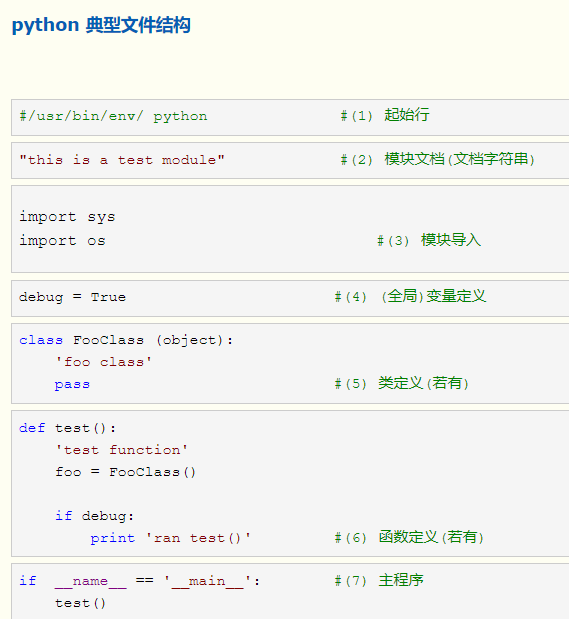 python 典型文件结构
#/usr/bin/env/ python #(1) 起始行
"this is a test module" #(2) 模块文档(文档字符串)
import sys
import os #(3) 模块导入
debug = True #(4) (全局)变量定义
class FooClass (object):
    'foo class'
    pass #(5) 类定义(若有)
def test():
    'test function'
    foo = FooClass()
    if debug:
        print 'ran test()' #(6) 函数定义(若有)
if __name__ == '__main__': #(7) 主程序
    test()